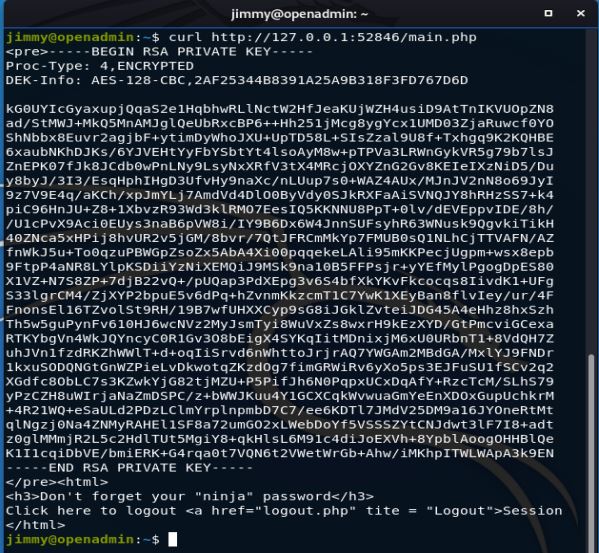 jimmy@openadmin: ~
jimmy@openadmin:~$ curl http://127.0.0.1:52846/main.php
<pre>-----BEGIN RSA PRIVATE KEY-----
Proc-Type: 4,ENCRYPTED
DEK-Info: AES-128-CBC,2AF25344B8391A25A9B318F3FD767D6D
kG0UYIcGyaxupjQqaS2e1HqbhwRLlNctW2HfJeaKUjWZH4usiD9AtTnIKVUOpZN8
ad/StMWJ+MkQ5MnAMJglQeUbRxcBP6++Hh251jMcg8ygYcx1UMD03ZjaRuwcf0YO
ShNbbx8Euvr2agjbF+ytimDyWhoJXU+UpTD58L+SIsZzal9U8f+Txhgq9K2KQHBE
6xaubNKhDJKs/6YJVEHtYyFbYSbtYt4lsoAyM8w+pTPVa3LRWnGykVR5g79b7lsJ
ZnEPK07fJk8JCdb0wPnLNy9LsyNxXRfV3tX4MRcjOXYZnG2Gv8KEIeIXzNiD5/Du
y8byJ/3I3/EsqHphIHgD3UfvHy9naXc/nLUup7s0+WAZ4AUx/MJnJV2nN8o69JyI
9z7V9E4q/aKCh/xpJmYLj7AmdVd4DlO0ByVdy0SJkRXFaAiSVNQJY8hRHzSS7+k4
piC96HnJU+Z8+1XbvzR93Wd3klRMO7EesIQ5KKNNU8PpT+0lv/dEVEppvIDE/8h/
/U1cPvX9Aci0EUys3naB6pVW8i/IY9B6Dx6W4JnnSUFsyhR63WNusk9QgvkiTikH
40ZNca5xHPij8hvUR2v5jGM/8bvr/7QtJFRCmMkYp7FMUB0sQ1NLhCjTTVAFN/AZ
fnWkJ5u+To0qzuPBWGpZsoZx5AbA4Xi00pqqekeLAli95mKKPecjUgpm+wsx8epb
9FtpP4aNR8LYlpKSDiiYzNiXEMQiJ9MSk9na10B5FFPsjr+yYEfMylPgogDpES80
X1VZ+N7S8ZP+7djB22vQ+/pUQap3PdXEpg3v6S4bfXkYKvFkcocqs8IivdK1+UFg
S33lgrCM4/ZjXYP2bpuE5v6dPq+hZvnmKkzcmT1C7YwK1XEyBan8flvIey/ur/4F
FnonsEl16TZvolSt9RH/19B7wfUHXXCyp9sG8iJGklZveiJDG45A4eHhz8hxSzh
Th5w5guPynFv610HJ6wcNVz2MyJsmTyi8WuVxZs8wxrH9kEzXYD/GtPmcviGCexa
RTKYbgVn4WkJQYncyC0R1Gv3O8bEigX4SYKqIitMDnixjM6xU0URbnT1+8VdQH7Z
uhJVn1fzdRKZhWWlT+d+oqIiSrvd6nWhttoJrjrAQ7YWGAm2MBdGA/MxlYJ9FNDr
1kxuSODQNGtGnWZPieLvDkwotqZKzdOg7fimGRWiRv6yXo5ps3EJFuSU1fSCv2q2
XGdfc8ObLC7s3KZwkYjG82tjMZU+P5PifJh6N0PqpxUCxDqAfY+RzcTcM/SLhS79
yPzCZH8uWIrjaNaZmDSPC/z+bWWJKuu4Y1GCXCqkWvwuaGmYeEnXDOxGupUchkrM
+4R21WQ+eSaULd2PDzLClmYrplnpmbD7C7/ee6KDTl7JMdV25DM9a16JYOneRtMt
qlNgzj0Na4ZNMyRAHEl1SF8a72umGO2xLWebDoYf5VSSSZYtCNJdwt3lF7I8+adt
z0glMMmjR2L5c2HdlTUt5MgiY8+qkHlsL6M91c4diJoEXVh+8YpblAoogOHHBlQe
K1I1cqiDbVE/bmiERK+G4rqa0t7VQN6t2VWetWrGb+Ahw/iMKhpITWLWApA3k9EN
-----END RSA PRIVATE KEY-----
</pre><html>
<h3>Don't forget your "ninja" password</h3>
Click here to logout <a href="logout.php" tite = "Logout">Session
</html>
jimmy@openadmin:~$